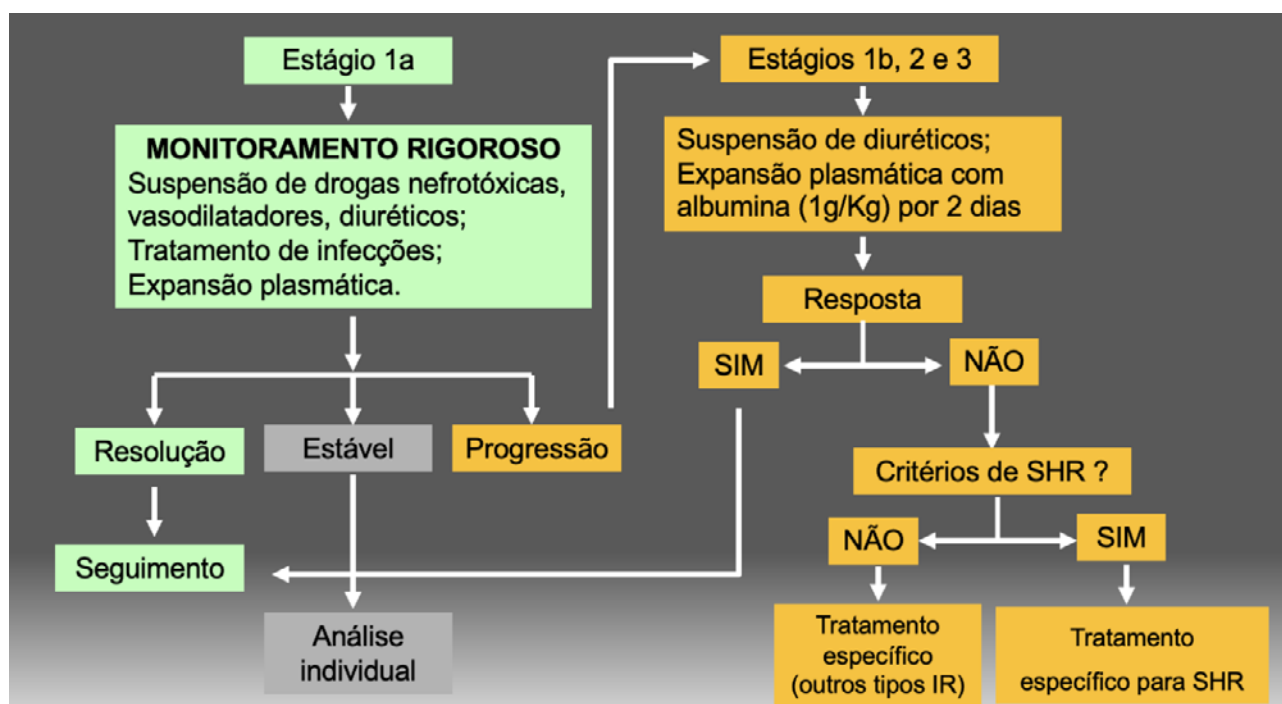 Estágio 1a
MONITORAMENTO RIGOROSO
Suspensão de drogas nefrotóxicas,
vasodilatadores, diuréticos;
Tratamento de infecções;
Expansão plasmática.
Resolução
Estável
Progressão
Seguimento
Análise
individual
Estágios 1b, 2 e 3
Suspensão de diuréticos;
Expansão plasmática com
albumina (1g/Kg) por 2 dias
Resposta
SIM
NÃO
Critérios de SHR ?
NÃO
SIM
Tratamento
específico
(outros tipos IR)
Tratamento
específico para SHR